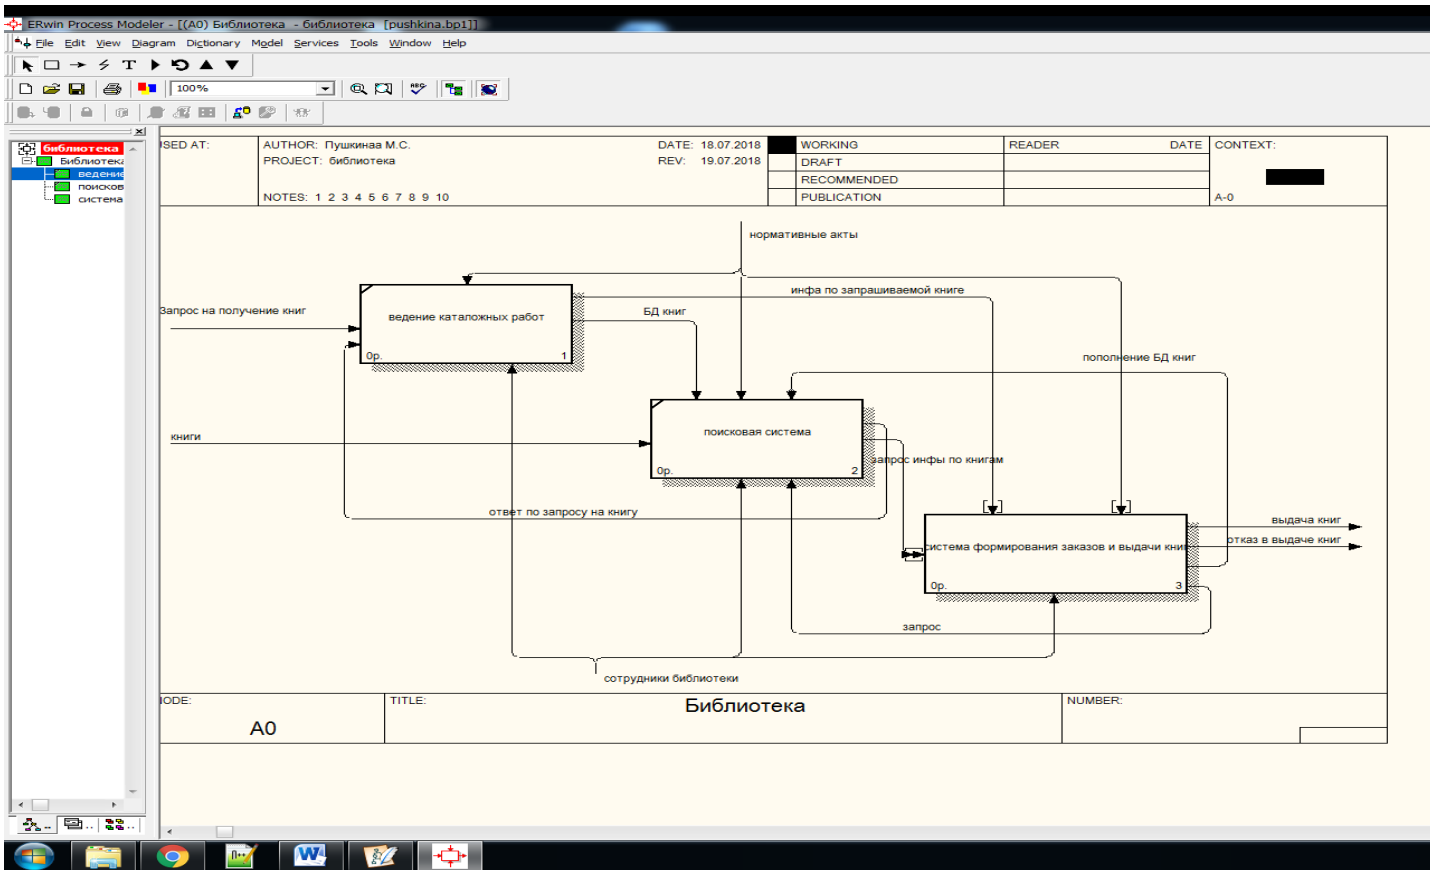 ERwin Process Modeler - [(A0) Библиотека - библиотека [pushkina.bp1]]
File Edit View Diagram Dictionary Model Services Tools Window Help
100%
библиотека
Библиотека
ведение
поисков
система
SED AT:
AUTHOR: Пушкинаа М.С.
DATE: 18.07.2018
PROJECT: библиотека
REV: 19.07.2018
NOTES: 1 2 3 4 5 6 7 8 9 10
WORKING
DRAFT
RECOMMENDED
PUBLICATION
READER
DATE
CONTEXT:
A-0
нормативные акты
инфа по запрашиваемой книге
Запрос на получение книг
ведение каталожных работ
0р.
1
БД книг
пополнение БД книг
книги
поисковая система
0р.
2
запрос инфы по книгам
ответ по запросу на книгу
выдача книг
система формирования заказов и выдачи книг
отказ в выдаче книг
0р.
3
запрос
сотрудники библиотеки
ODE:
A0
TITLE:
Библиотека
NUMBER: